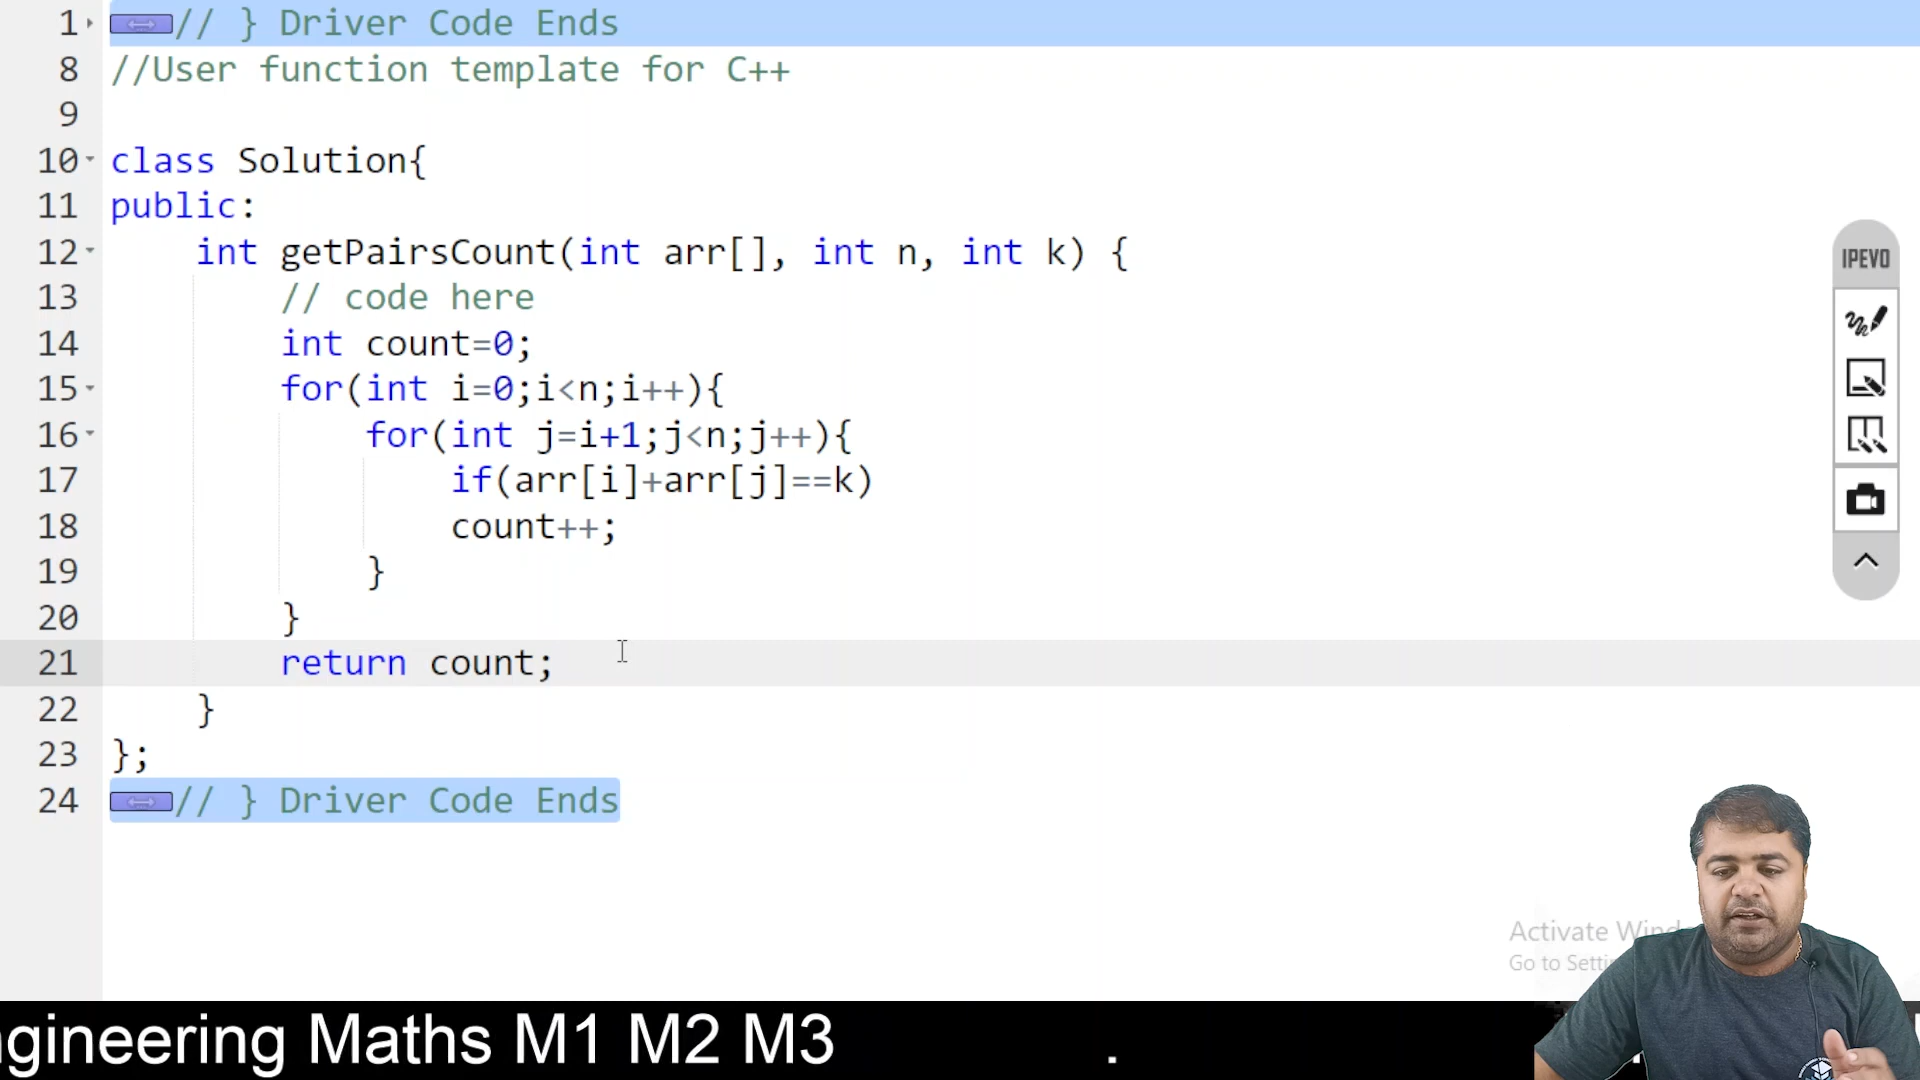 1 // } Driver Code Ends
8 //User function template for C++
9
10 class Solution{
11 public:
12     int getPairsCount(int arr[], int n, int k) {
13         // code here
14         int count=0;
15         for(int i=0;i<n;i++){
16             for(int j=i+1;j<n;j++){
17                 if(arr[i]+arr[j]==k)
18                 count++;
19             }
20         }
21         return count;
22     }
23 };
24 // } Driver Code Ends
IPEVO
Activate Wind
Go to Setti
gineering Maths M1 M2 M3 .